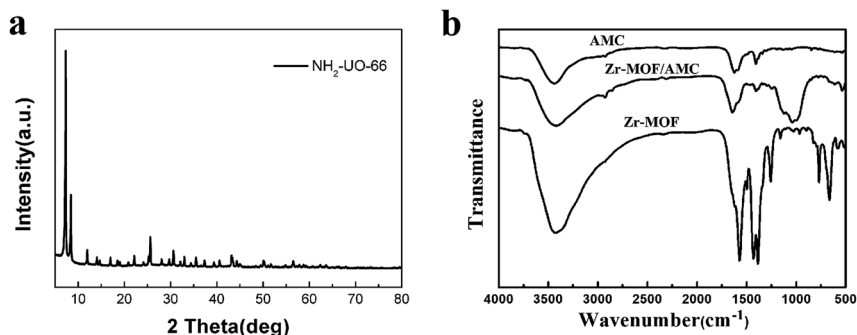 a
NH2-UO-66
Intensity(a.u.)
10 20 30 40 50 60 70 80
2 Theta(deg)
b
AMC
Zr-MOF/AMC
Zr-MOF
Transmittance
4000 3500 3000 2500 2000 1500 1000 500
Wavenumber(cm-1)